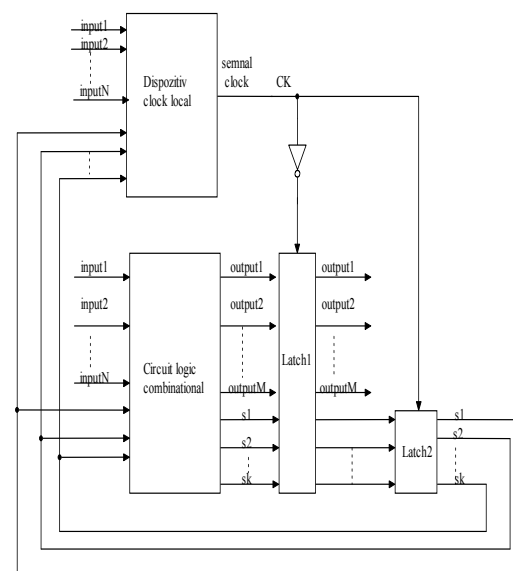 input1
input2
inputN
Dispozitiv
clock local
semnal
clock
CK
input1
input2
inputN
Circuit logic
combinational
output1
output2
outputM
s1
s2
sk
Latch1
output1
output2
outputM
Latch2
s1
s2
sk